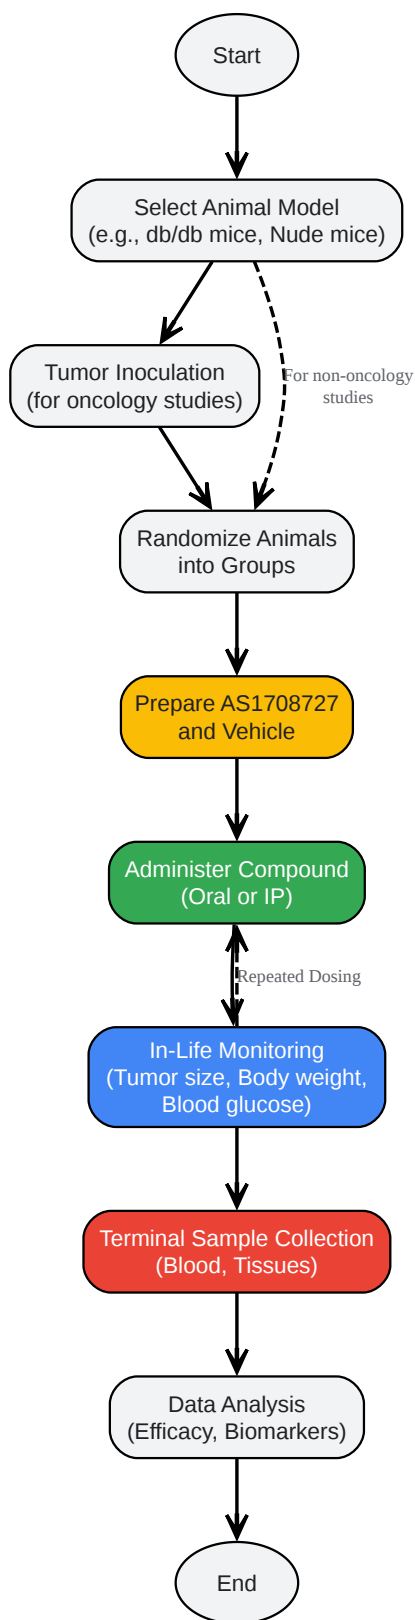 Start
Select Animal Model
(e.g., db/db mice, Nude mice)
Tumor Inoculation
(for oncology studies)
For non-oncology
studies
Randomize Animals
into Groups
Prepare AS1708727
and Vehicle
Administer Compound
(Oral or IP)
Repeated Dosing
In-Life Monitoring
(Tumor size, Body weight,
Blood glucose)
Terminal Sample Collection
(Blood, Tissues)
Data Analysis
(Efficacy, Biomarkers)
End